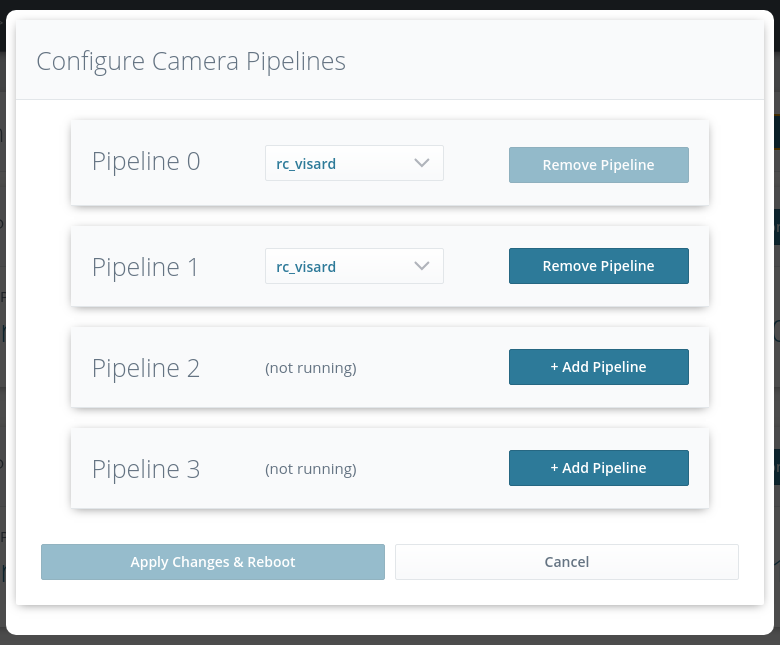 Configure Camera Pipelines
Pipeline 0 rc_visard Remove Pipeline
Pipeline 1 rc_visard Remove Pipeline
Pipeline 2 (not running) + Add Pipeline
Pipeline 3 (not running) + Add Pipeline
Apply Changes & Reboot Cancel